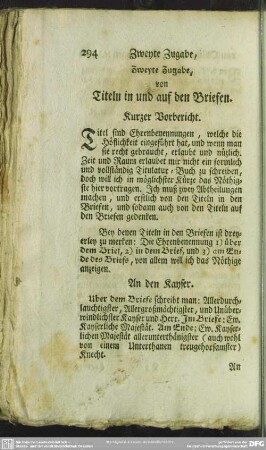 294 Zweyte Zugabe,
Zweyte Zugabe,
von
Titeln in und auf den Briefen.
Kurzer Vorbericht.
Titel sind Ehrenbenennungen, welche die
Höflichkeit eingeführt hat, und wenn man
sie recht gebraucht, erlaubt und nützlich.
Zeit und Raum erlaubet mir nicht ein förmlich
und vollständig Titulatur-Buch zu schreiben,
doch will ich in möglichster Kürze das Nöthig-
ste hier vortragen. Ich muß zwey Abtheilungen
machen, und erstlich von den Titeln in den
Briefen, und sodann auch von den Titeln auf
den Briefen gedenken.
Bey denen Titeln in den Briefen ist drey-
erley zu merken: Die Ehrenbenennung 1) über
dem Brief, 2) in dem Brief, und 3) am En-
de des Briefs, von allem will ich das Nöthige
anzeigen.
An den Kayser.
Uber dem Briefe schreibt man: Allerdurch-
lauchtigster, Allergroßmächtigster, und Unüber-
windlichster Kayser und Herr. Im Briefe: Ew.
Kayserliche Majestät. Am Ende: Ew. Kayser-
lichen Majestät allerunterthänigster (auch wohl
von einem Unterthanen treugehorsamster)
Knecht.
An